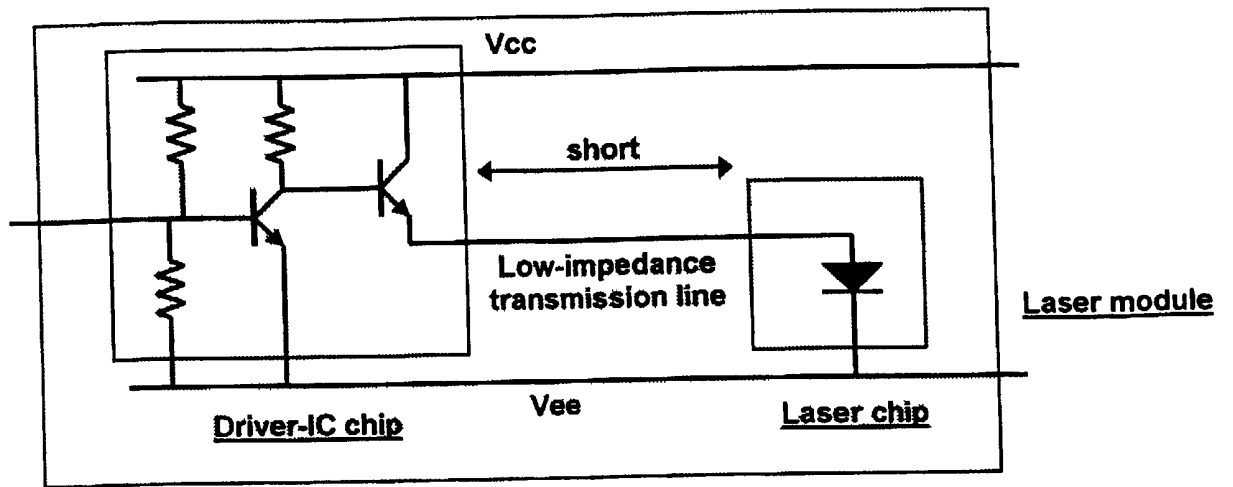 Vcc
short
Low-impedance
transmission line
Laser module
Vee
Driver-IC chip
Laser chip